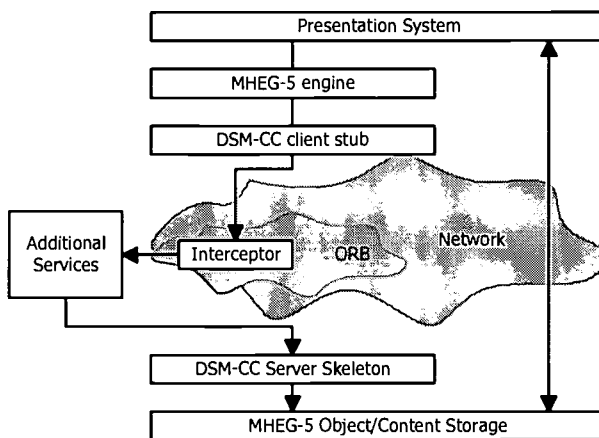 Presentation System
MHEG-5 engine
DSM-CC client stub
Network
Additional
Services
Interceptor
ORB
DSM-CC Server Skeleton
MHEG-5 Object/Content Storage